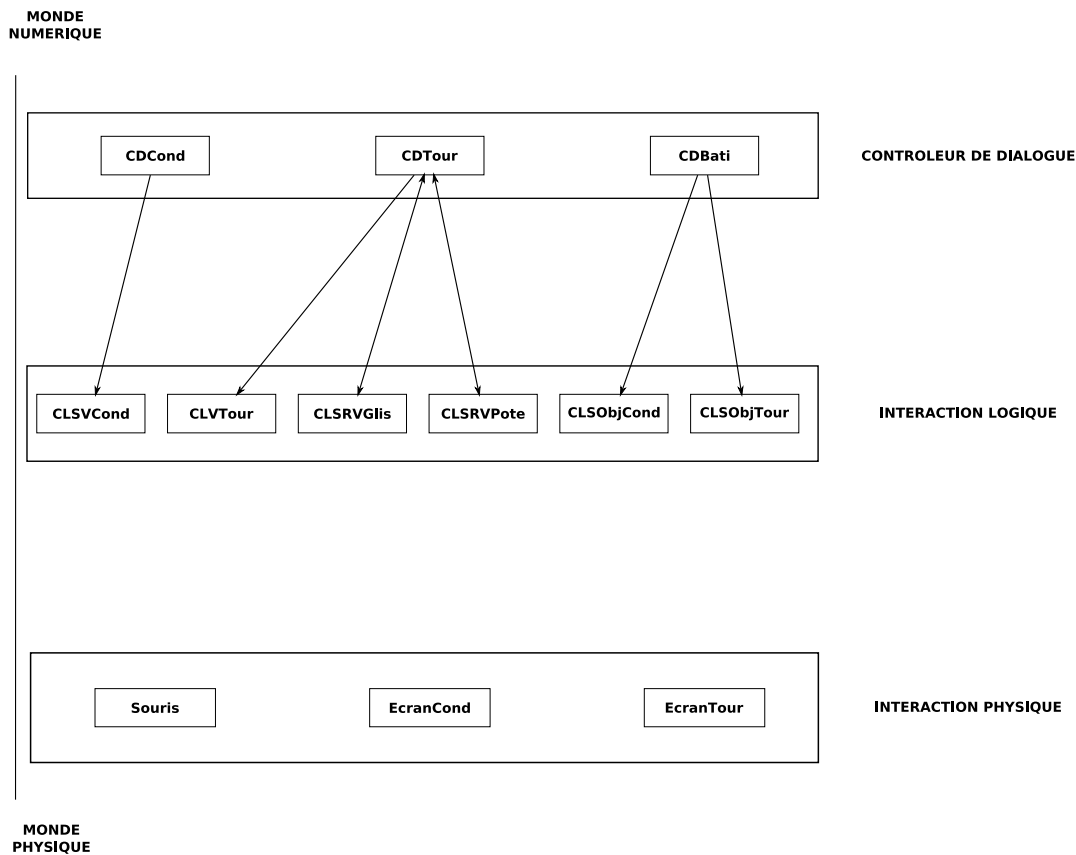 MONDE
NUMERIQUE
CDCond
CDTour
CDBati
CONTROLEUR DE DIALOGUE
CLSVCond
CLVTour
CLSRVGlis
CLSRVPote
CLSObjCond
CLSObjTour
INTERACTION LOGIQUE
Souris
EcranCond
EcranTour
INTERACTION PHYSIQUE
MONDE
PHYSIQUE